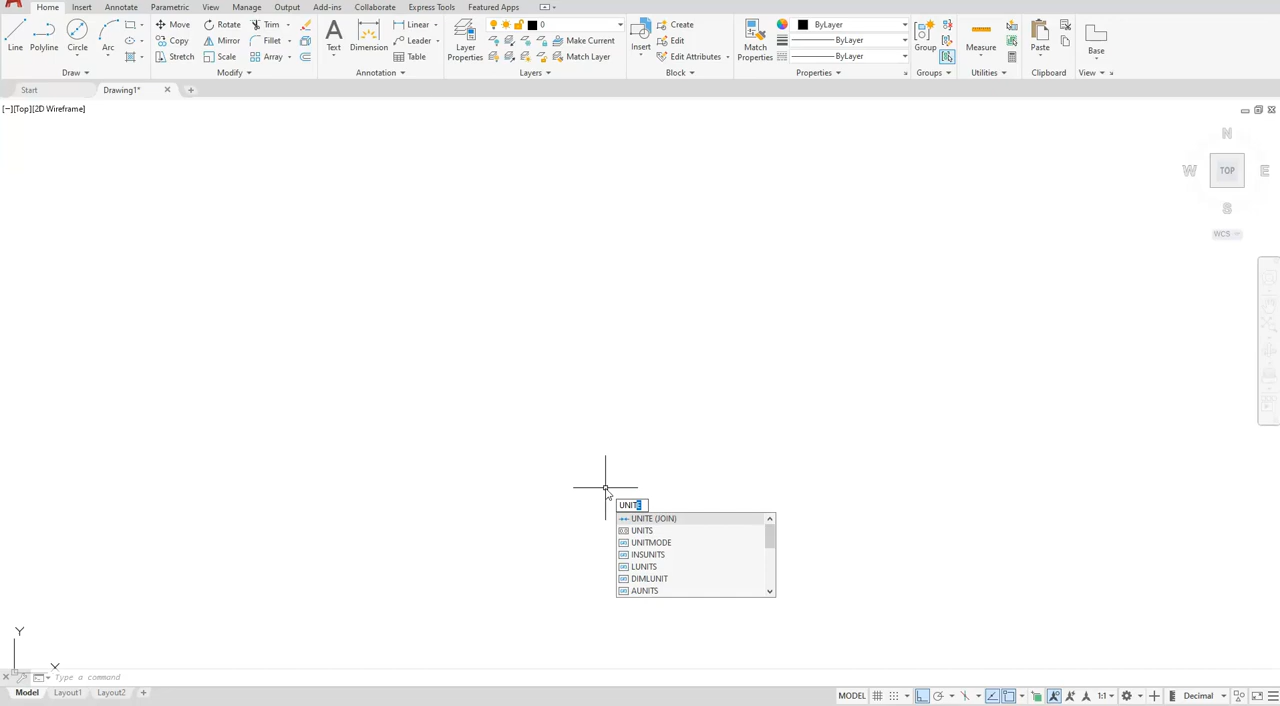 Home Insert Annotate Parametric View Manage Output Add-ins Collaborate Express Tools Featured Apps
Line Polyline Circle Arc
Move Rotate Trim
Copy Mirror Fillet
Stretch Scale Array
Text Dimension
Linear
Leader
Table
Layer Properties
0
Make Current
Match Layer
Insert
Create
Edit
Edit Attributes
Match Properties
ByLayer
ByLayer
ByLayer
Group
Measure
Paste
Base
Draw Modify Annotation Layers Block Properties Groups Utilities Clipboard View
Start Drawing1*
[−][Top][2D Wireframe]
N
W TOP E
S
WCS
UNITE
UNITE (JOIN)
UNITS
UNITMODE
INSUNITS
LUNITS
DIMLUNIT
AUNITS
Y
X
Type a command
Model Layout1 Layout2
MODEL 1:1 Decimal